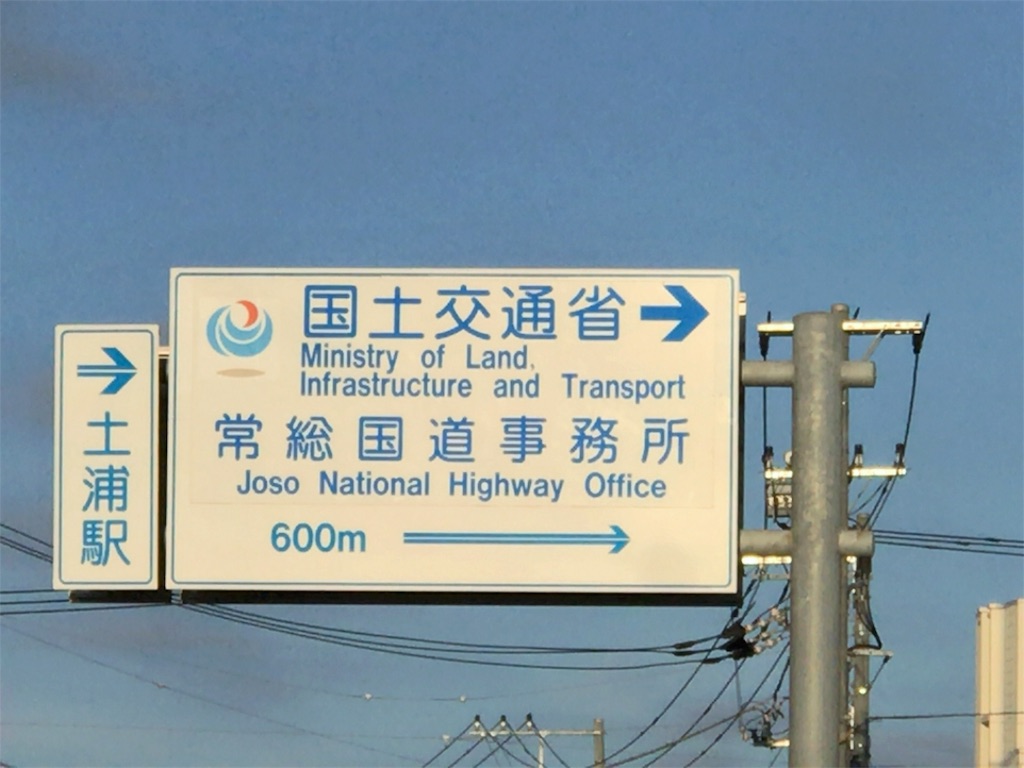 土浦駅
国土交通省
Ministry of Land,
Infrastructure and Transport
常総国道事務所
Joso National Highway Office
600m